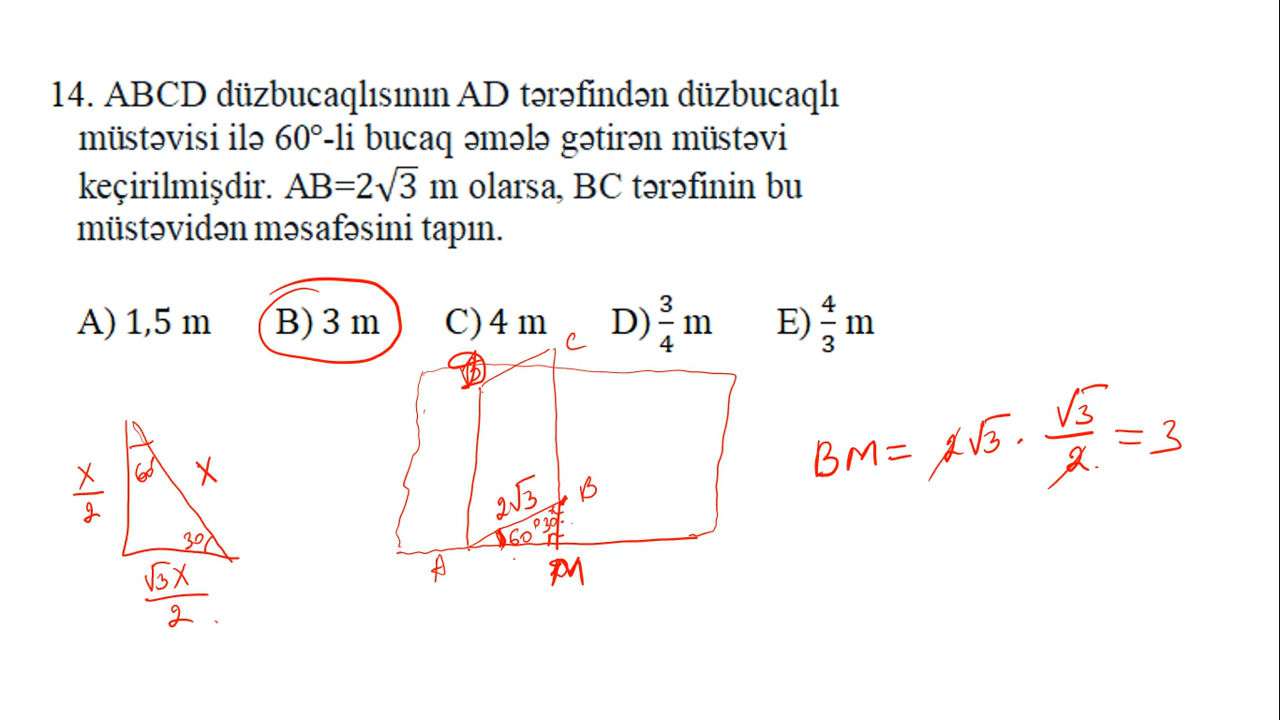 14. ABCD düzbucaqlısının AD tərəfindən düzbucaqlı
müstəvisi ilə 60°-li bucaq əmələ gətirən müstəvi
keçirilmişdir. AB=2√3 m olarsa, BC tərəfinin bu
müstəvidən məsafəsini tapın.
A) 1,5 m B) 3 m C) 4 m D) 3/4 m E) 4/3 m
C
BM = 2√3 · √3/2 = 3
60
x/2
x
30
√3x/2
2√3
B
60° 30
A
M